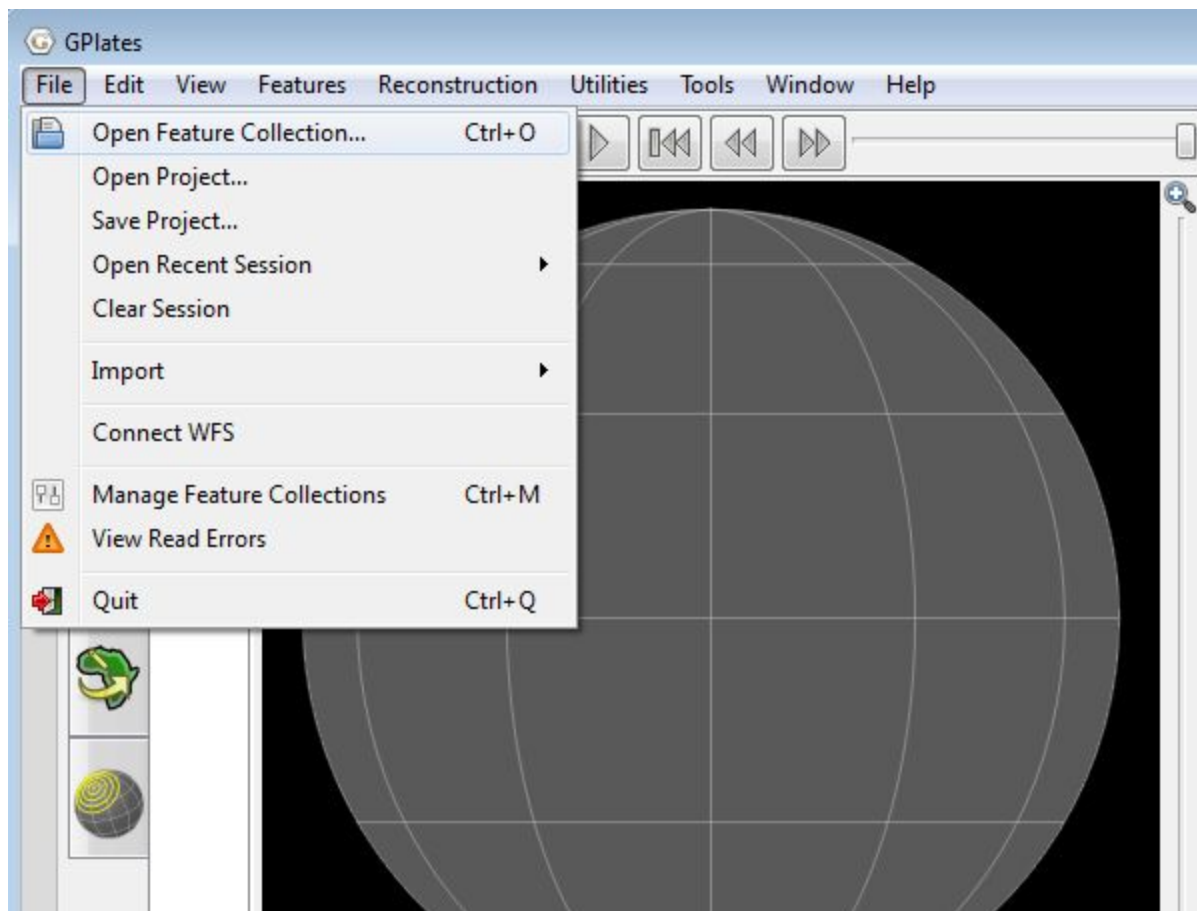 GPlates
File Edit View Features Reconstruction Utilities Tools Window Help
Open Feature Collection... Ctrl+O
Open Project...
Save Project...
Open Recent Session
Clear Session
Import
Connect WFS
Manage Feature Collections Ctrl+M
View Read Errors
Quit Ctrl+Q